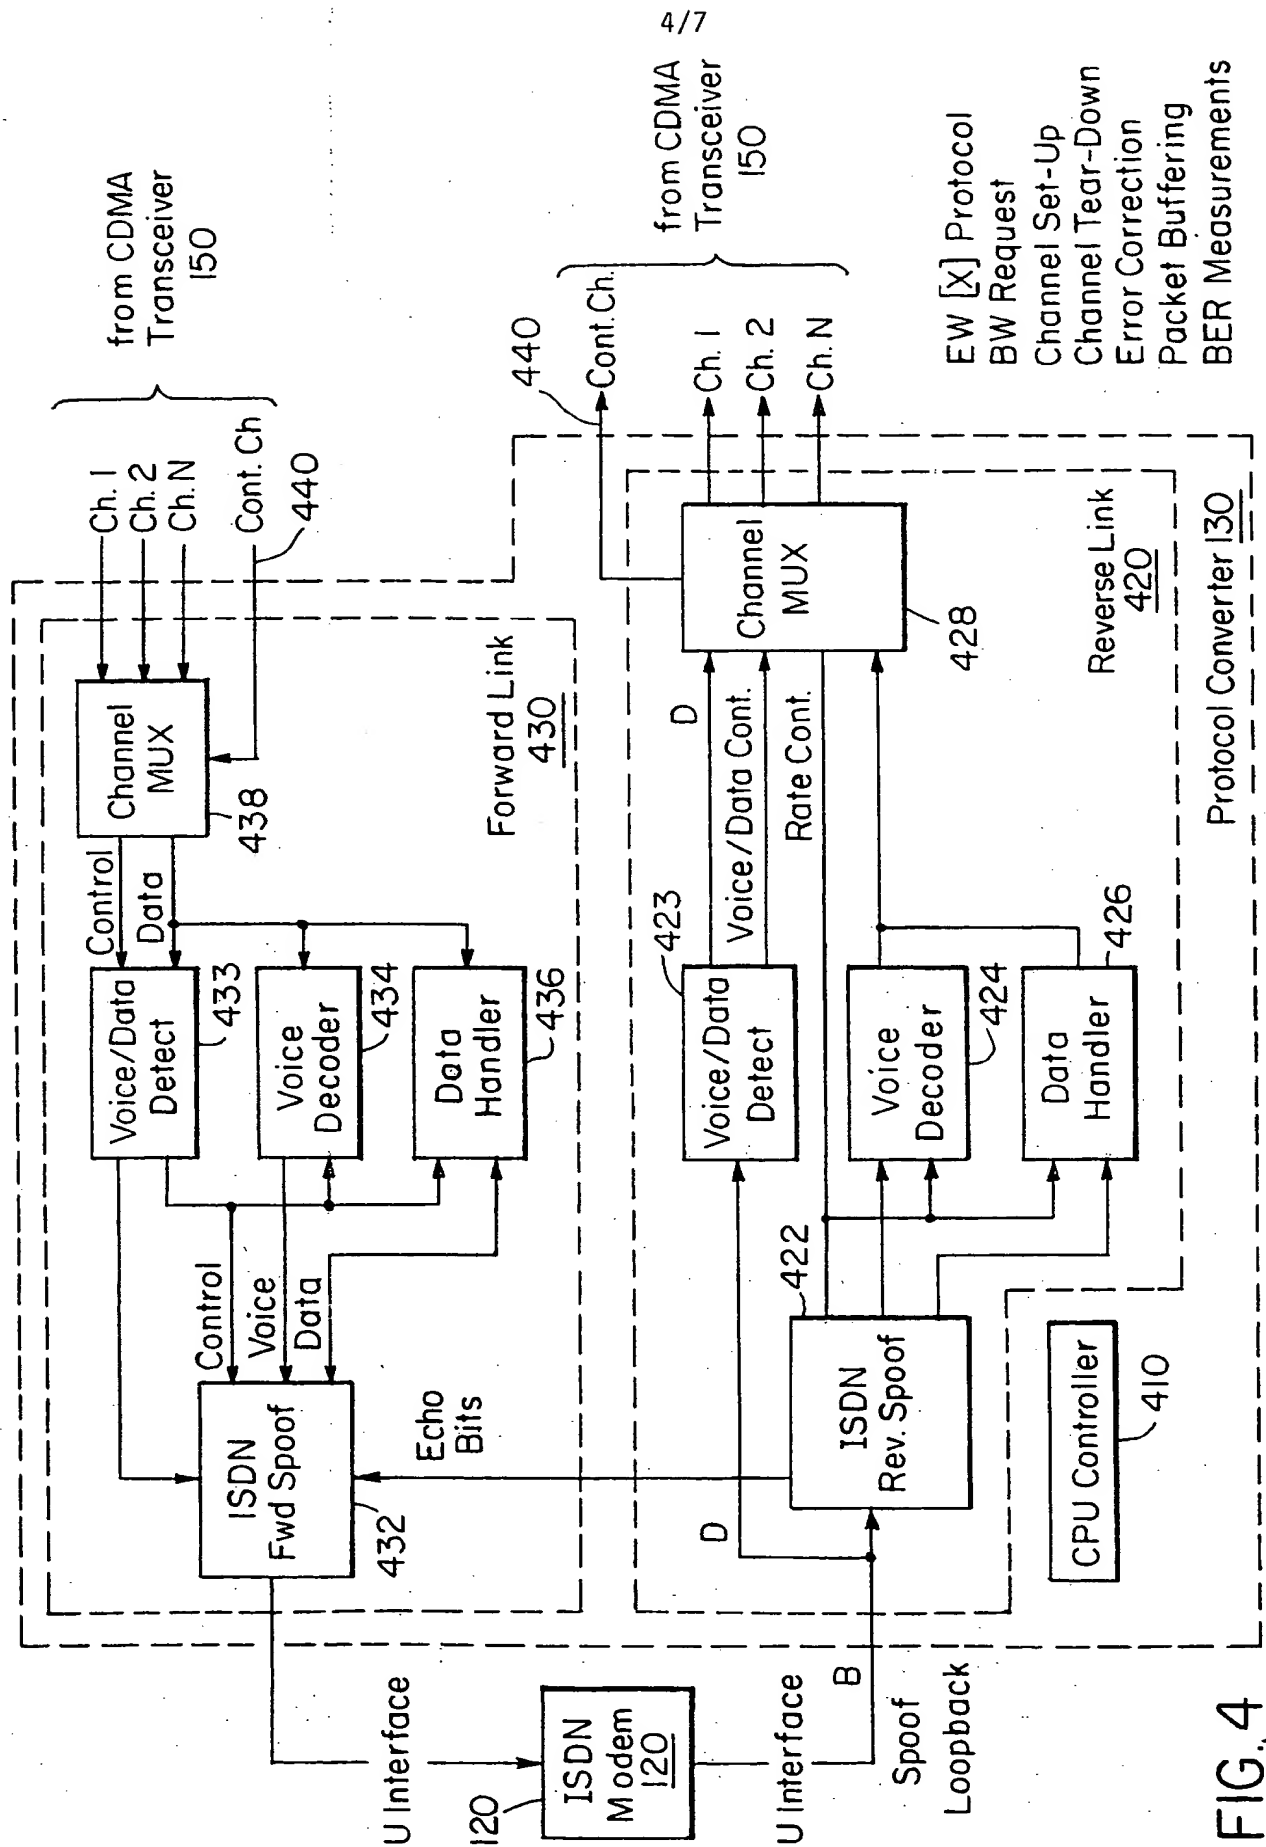 4/7
from CDMA
Transceiver
150
Ch. 1
Ch. 2
Ch. N
Cont. Ch
440
Channel
MUX
438
Control
Data
Forward Link
430
Voice/Data
Detect
433
Voice
Decoder
434
Data
Handler
436
Control
Voice
Data
ISDN
Fwd Spoof
432
Echo
Bits
U Interface
120
ISDN
Modem
120
U Interface
B
Spoof
Loopback
from CDMA
Transceiver
150
440
Cont. Ch.
Ch. 1
Ch. 2
Ch. N
Channel
MUX
428
D
Voice/Data Cont.
Rate Cont.
Reverse Link
420
423
Voice/Data
Detect
Voice
Decoder
424
Data
Handler
426
422
ISDN
Rev. Spoof
D
CPU Controller
410
Protocol Converter 130
EW [X] Protocol
BW Request
Channel Set-Up
Channel Tear-Down
Error Correction
Packet Buffering
BER Measurements
FIG. 4